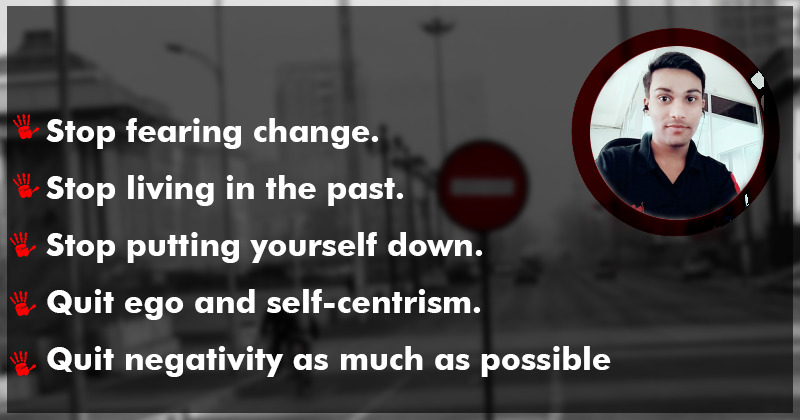 Stop fearing change.
Stop living in the past.
Stop putting yourself down.
Quit ego and self-centrism.
Quit negativity as much as possible